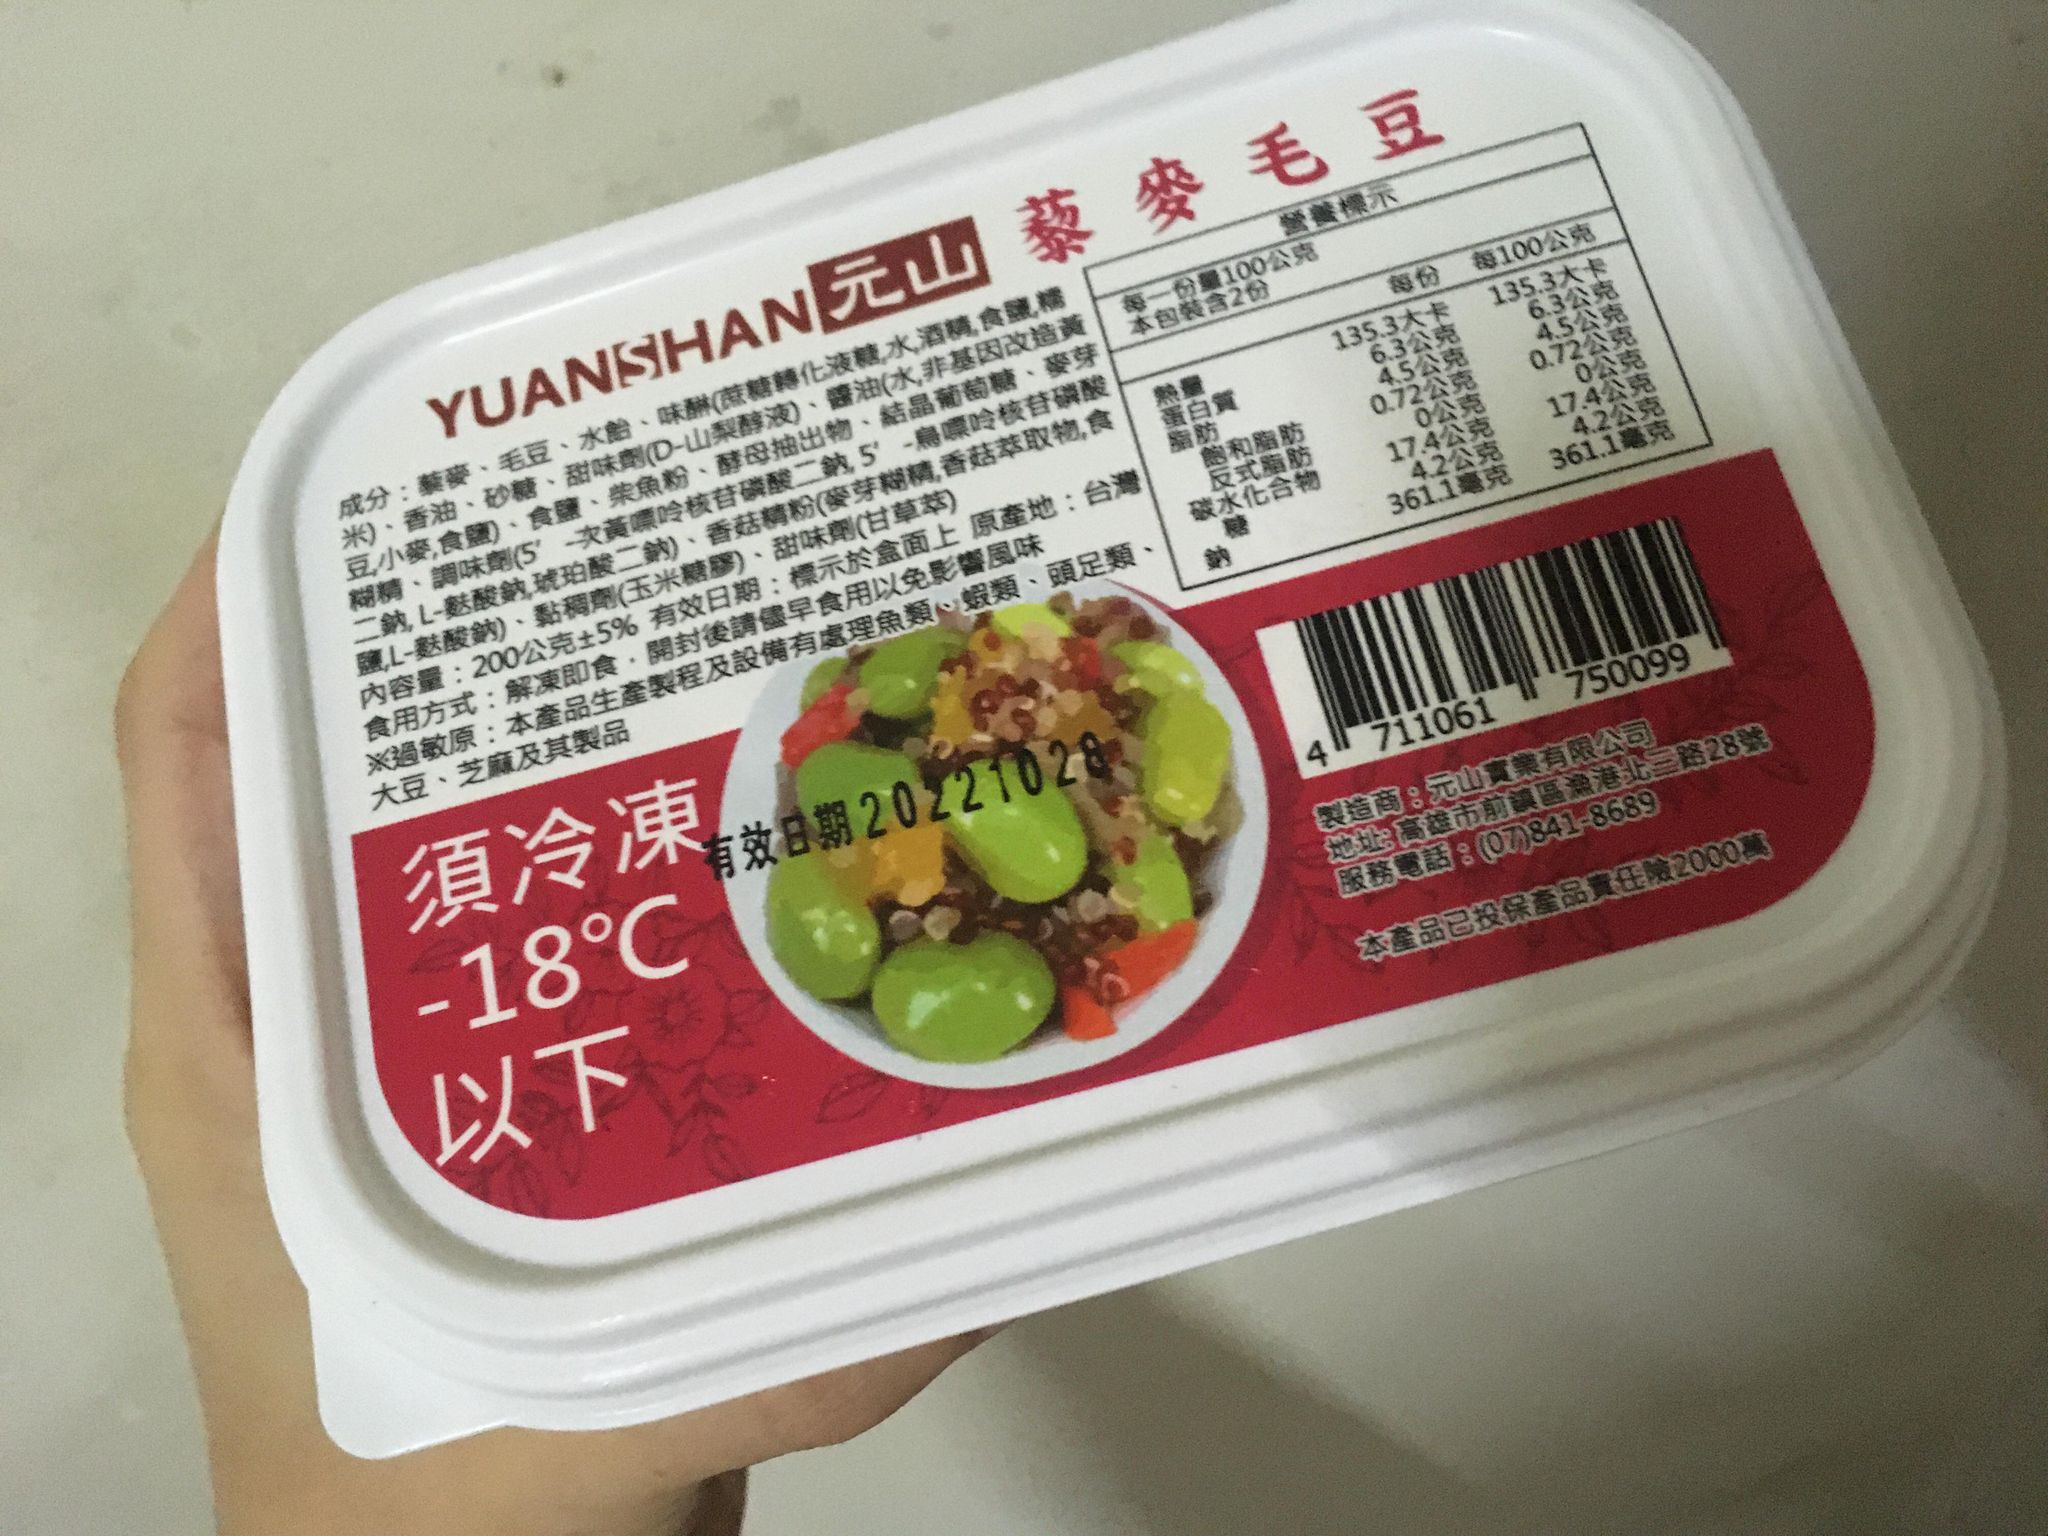 YUANSHAN元山
藜麥毛豆
成分：藜麥、毛豆、水飴、味醂(蔗糖轉化液糖,水,酒精,食鹽,糯
米)、香油、砂糖、甜味劑(D-山梨醇液)、醬油(水,非基因改造黃
豆,小麥,食鹽)、食鹽、柴魚粉、酵母抽出物、結晶葡萄糖、麥芽
糊精、調味劑(5'-次黃嘌呤核苷磷酸二鈉,5'-鳥嘌呤核苷磷酸
二鈉,L-麩酸鈉,琥珀酸二鈉)、香菇精粉(麥芽糊精,香菇萃取物,食
鹽,L-麩酸鈉)、黏稠劑(玉米糖膠)、甜味劑(甘草萃)
內容量：200公克±5% 有效日期：標示於盒面上 原產地：台灣
食用方式：解凍即食．開封後請儘早食用以免影響風味
※過敏原：本產品生產製程及設備有處理魚類、蝦類、頭足類、
大豆、芝麻及其製品
營養標示
每一份量100公克
本包裝含2份
每份 每100公克
熱量 135.3大卡 135.3大卡
蛋白質 6.3公克 6.3公克
脂肪 4.5公克 4.5公克
飽和脂肪 0.72公克 0.72公克
反式脂肪 0公克 0公克
碳水化合物 17.4公克 17.4公克
糖 4.2公克 4.2公克
鈉 361.1毫克 361.1毫克
須冷凍
-18℃
以下
有效日期20221028
4 711061 750099
製造商：元山實業有限公司
地址:高雄市前鎮區漁港北三路28號
服務電話：(07)841-8689
本產品已投保產品責任險2000萬